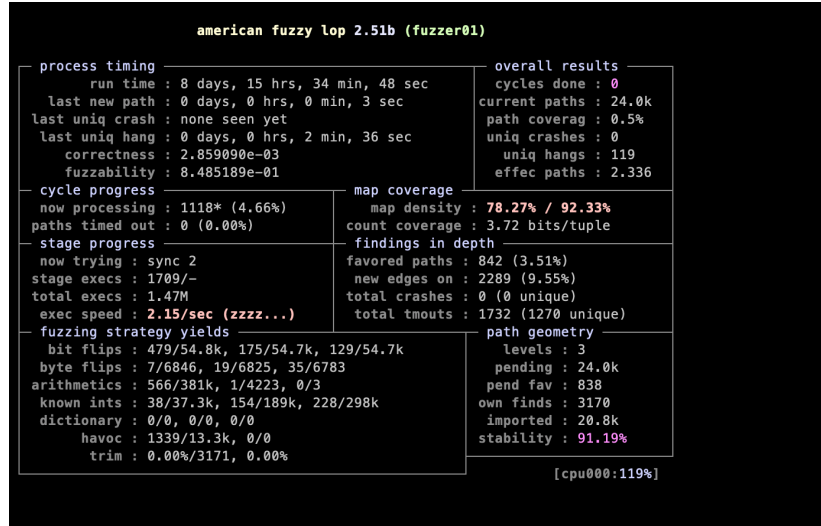 american fuzzy lop 2.51b (fuzzer01)
process timing
overall results
run time : 8 days, 15 hrs, 34 min, 48 sec
cycles done : 0
last new path : 0 days, 0 hrs, 0 min, 3 sec
current paths : 24.0k
last uniq crash : none seen yet
path coverag : 0.5%
last uniq hang : 0 days, 0 hrs, 2 min, 36 sec
uniq crashes : 0
correctness : 2.859090e-03
uniq hangs : 119
fuzzability : 8.485189e-01
effec paths : 2.336
cycle progress
map coverage
now processing : 1118* (4.66%)
map density : 78.27% / 92.33%
paths timed out : 0 (0.00%)
count coverage : 3.72 bits/tuple
stage progress
findings in depth
now trying : sync 2
favored paths : 842 (3.51%)
stage execs : 1709/-
new edges on : 2289 (9.55%)
total execs : 1.47M
total crashes : 0 (0 unique)
exec speed : 2.15/sec (zzzz...)
total tmouts : 1732 (1270 unique)
fuzzing strategy yields
path geometry
bit flips : 479/54.8k, 175/54.7k, 129/54.7k
levels : 3
byte flips : 7/6846, 19/6825, 35/6783
pending : 24.0k
arithmetics : 566/381k, 1/4223, 0/3
pend fav : 838
known ints : 38/37.3k, 154/189k, 228/298k
own finds : 3170
dictionary : 0/0, 0/0, 0/0
imported : 20.8k
havoc : 1339/13.3k, 0/0
stability : 91.19%
trim : 0.00%/3171, 0.00%
[cpu000:119%]